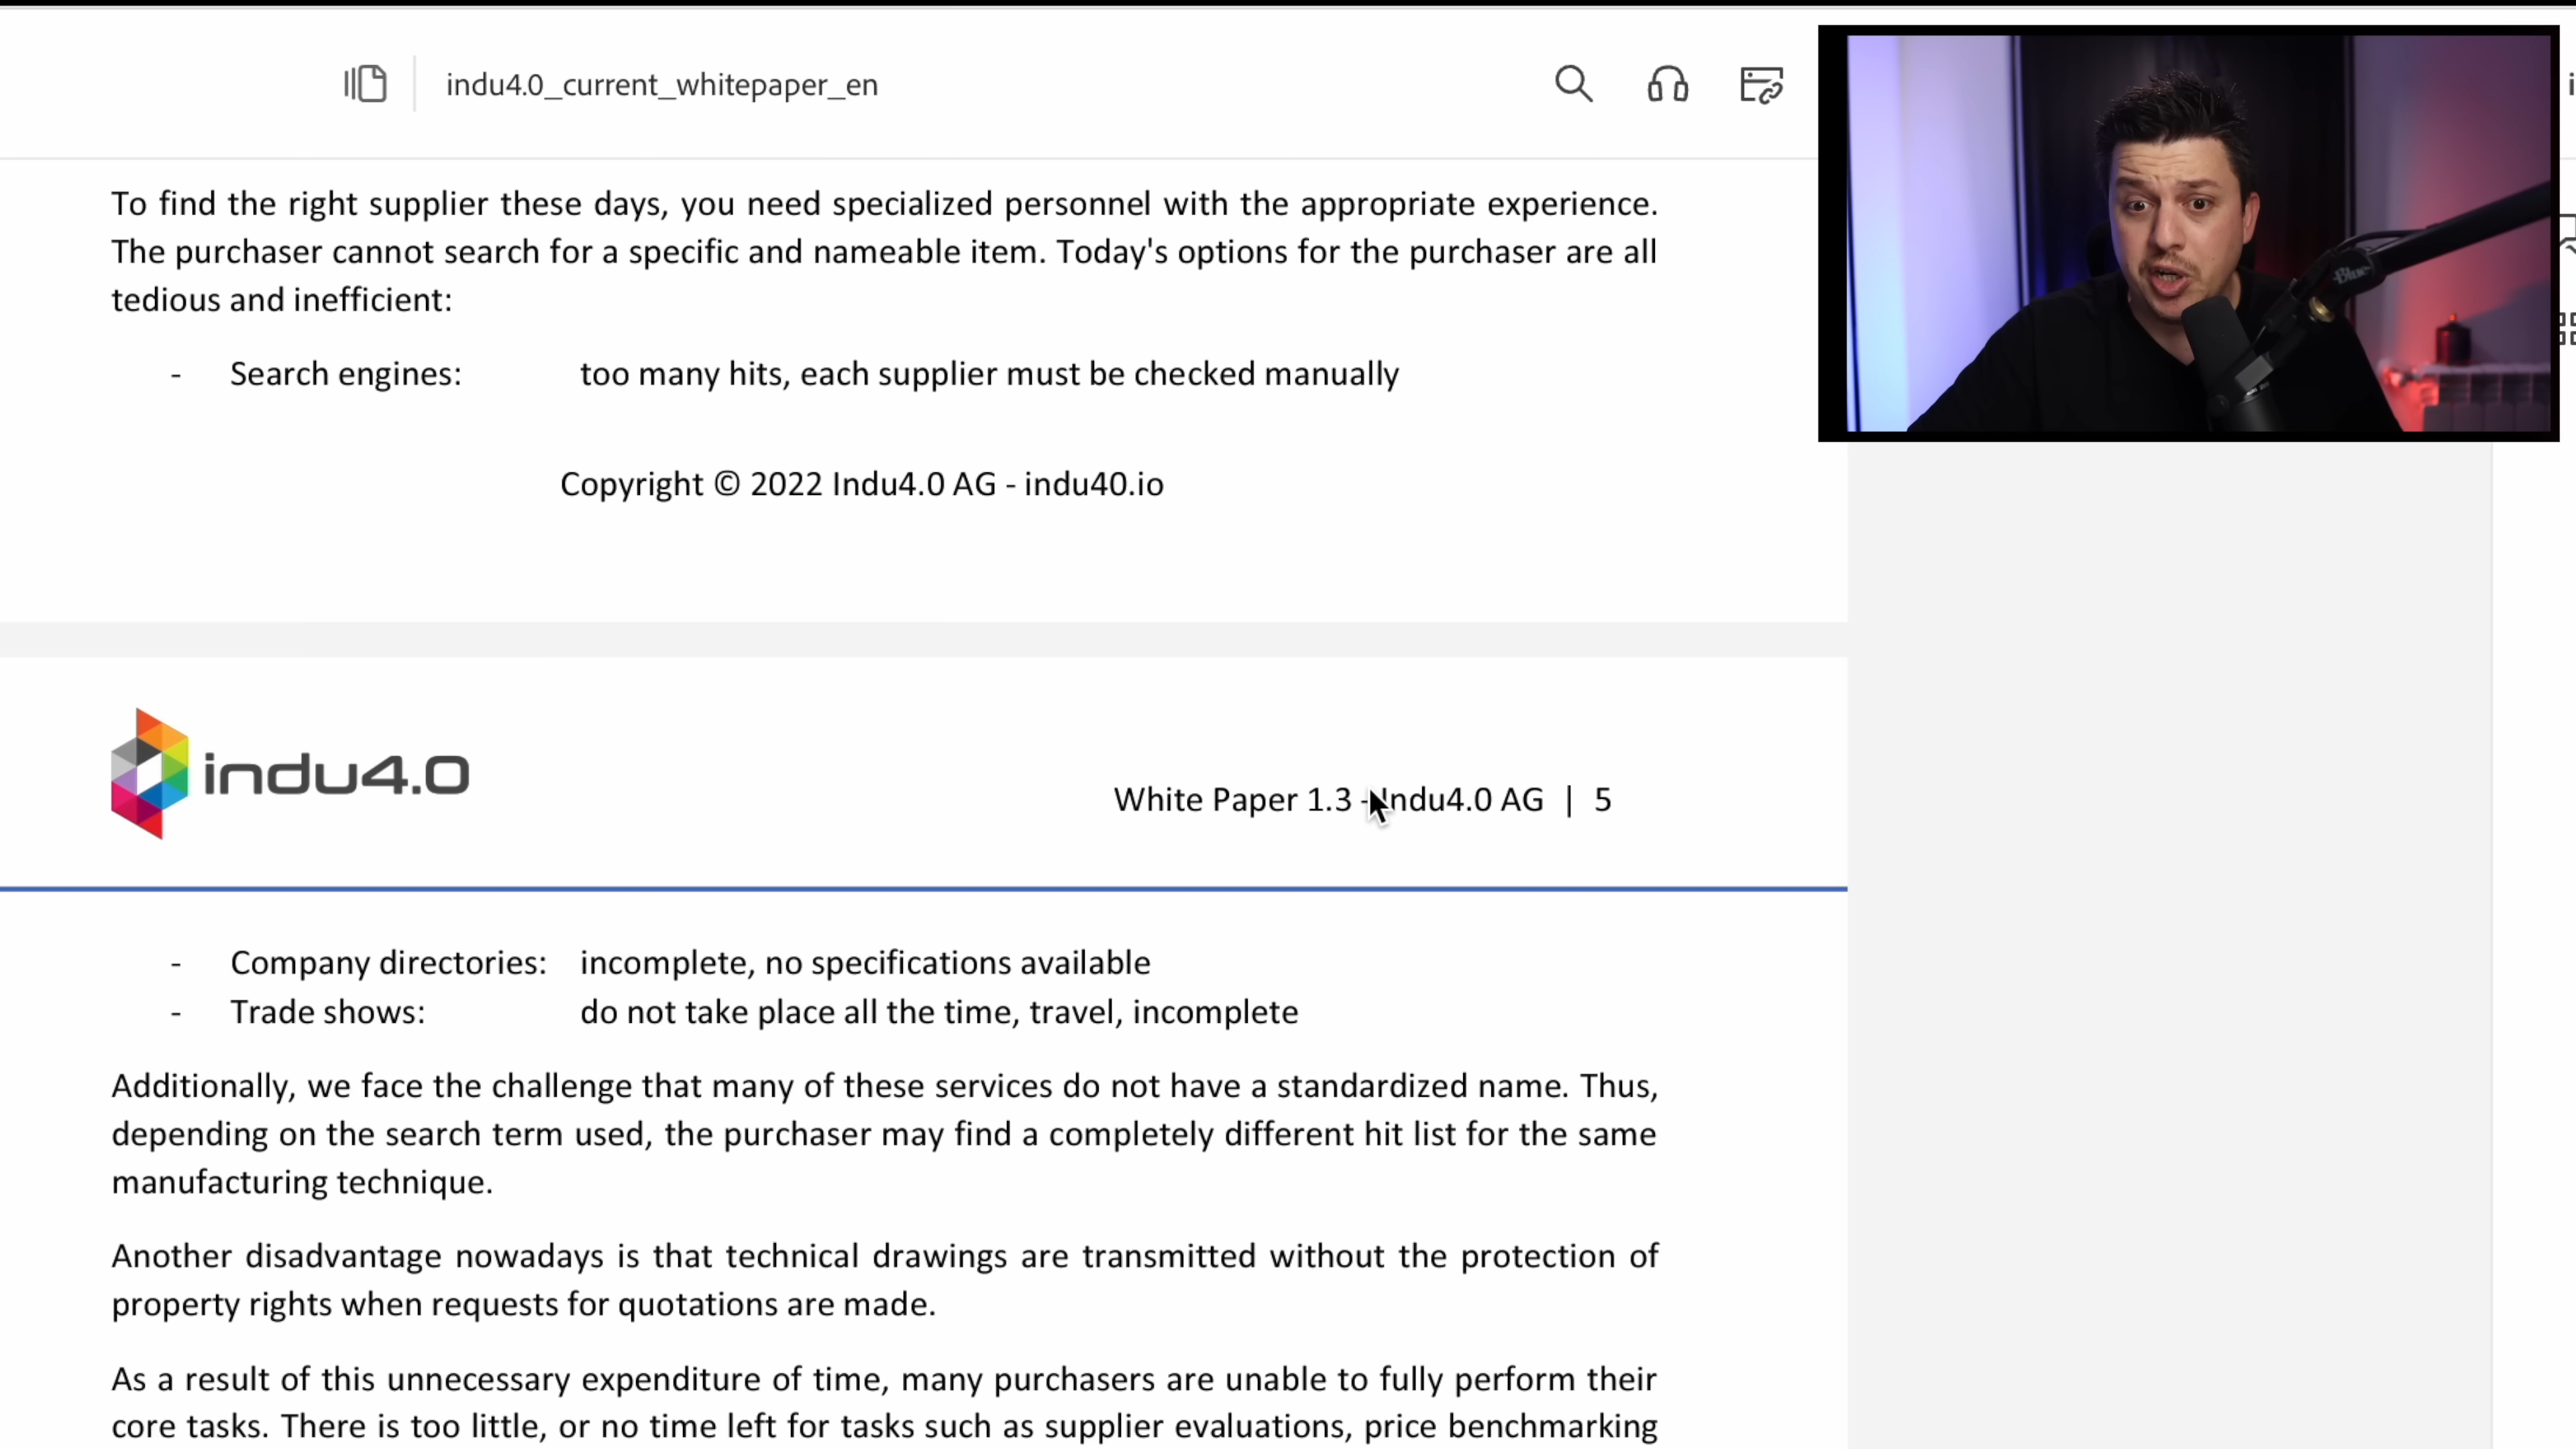 indu4.0_current_whitepaper_en
To find the right supplier these days, you need specialized personnel with the appropriate experience.
The purchaser cannot search for a specific and nameable item. Today's options for the purchaser are all
tedious and inefficient:
- Search engines: too many hits, each supplier must be checked manually
Copyright © 2022 Indu4.0 AG - indu40.io
indu4.0
White Paper 1.3 - Indu4.0 AG | 5
- Company directories: incomplete, no specifications available
- Trade shows: do not take place all the time, travel, incomplete
Additionally, we face the challenge that many of these services do not have a standardized name. Thus,
depending on the search term used, the purchaser may find a completely different hit list for the same
manufacturing technique.
Another disadvantage nowadays is that technical drawings are transmitted without the protection of
property rights when requests for quotations are made.
As a result of this unnecessary expenditure of time, many purchasers are unable to fully perform their
core tasks. There is too little, or no time left for tasks such as supplier evaluations, price benchmarking
Blue